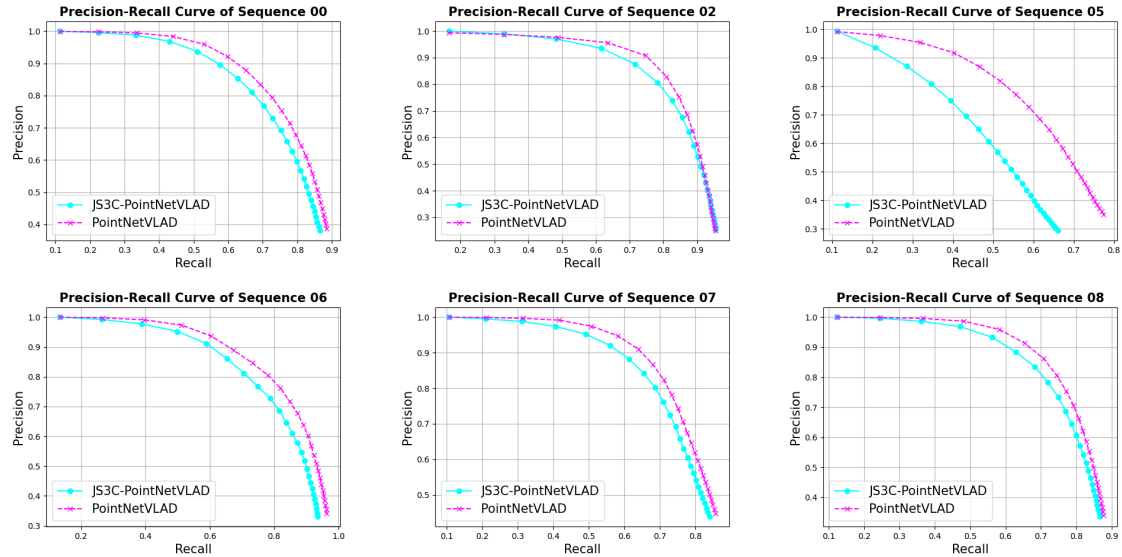 Precision-Recall Curve of Sequence 00
1.0
0.9
0.8
0.7
0.6
0.5
0.4
Precision
JS3C-PointNetVLAD
PointNetVLAD
0.1 0.2 0.3 0.4 0.5 0.6 0.7 0.8 0.9
Recall
Precision-Recall Curve of Sequence 02
1.0
0.9
0.8
0.7
0.6
0.5
0.4
0.3
Precision
JS3C-PointNetVLAD
PointNetVLAD
0.2 0.3 0.4 0.5 0.6 0.7 0.8 0.9
Recall
Precision-Recall Curve of Sequence 05
1.0
0.9
0.8
0.7
0.6
0.5
0.4
0.3
Precision
JS3C-PointNetVLAD
PointNetVLAD
0.1 0.2 0.3 0.4 0.5 0.6 0.7 0.8
Recall
Precision-Recall Curve of Sequence 06
1.0
0.9
0.8
0.7
0.6
0.5
0.4
0.3
Precision
JS3C-PointNetVLAD
PointNetVLAD
0.2 0.4 0.6 0.8 1.0
Recall
Precision-Recall Curve of Sequence 07
1.0
0.9
0.8
0.7
0.6
0.5
Precision
JS3C-PointNetVLAD
PointNetVLAD
0.1 0.2 0.3 0.4 0.5 0.6 0.7 0.8
Recall
Precision-Recall Curve of Sequence 08
1.0
0.9
0.8
0.7
0.6
0.5
0.4
Precision
JS3C-PointNetVLAD
PointNetVLAD
0.1 0.2 0.3 0.4 0.5 0.6 0.7 0.8 0.9
Recall